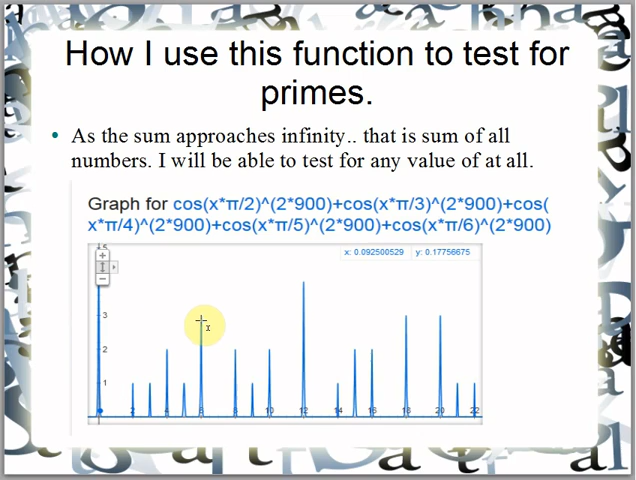 How I use this function to test for
primes.
• As the sum approaches infinity.. that is sum of all
numbers. I will be able to test for any value of at all.
Graph for cos(x*π/2)^(2*900)+cos(x*π/3)^(2*900)+cos(
x*π/4)^(2*900)+cos(x*π/5)^(2*900)+cos(x*π/6)^(2*900)
x: 0.092500529 y: 0.17756675
3
2
1
2 4 6 8 10 12 14 16 18 20 22